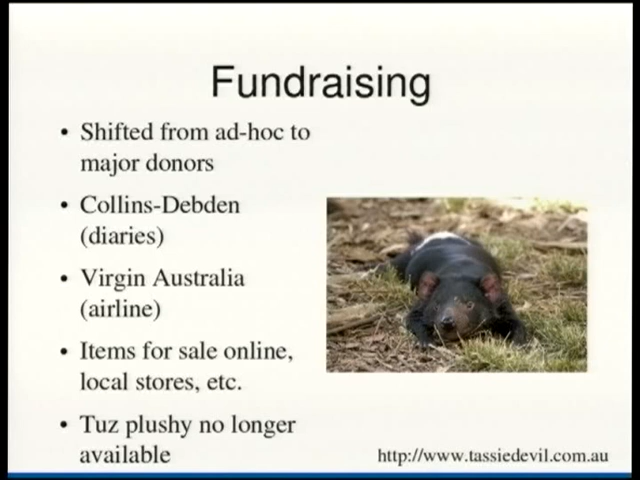 Fundraising
• Shifted from ad-hoc to
major donors
• Collins-Debden
(diaries)
• Virgin Australia
(airline)
• Items for sale online,
local stores, etc.
• Tuz plushy no longer
available
http://www.tassiedevil.com.au